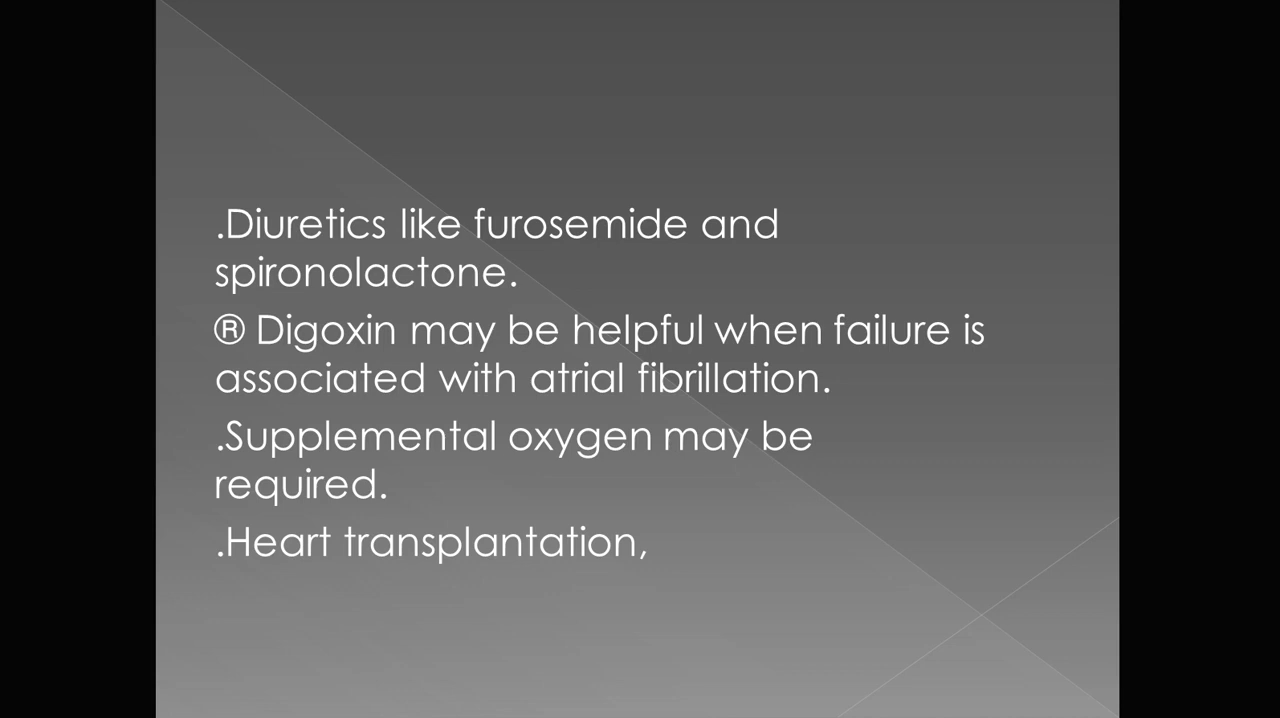 .Diuretics like furosemide and
spironolactone.
® Digoxin may be helpful when failure is
associated with atrial fibrillation.
.Supplemental oxygen may be
required.
.Heart transplantation,